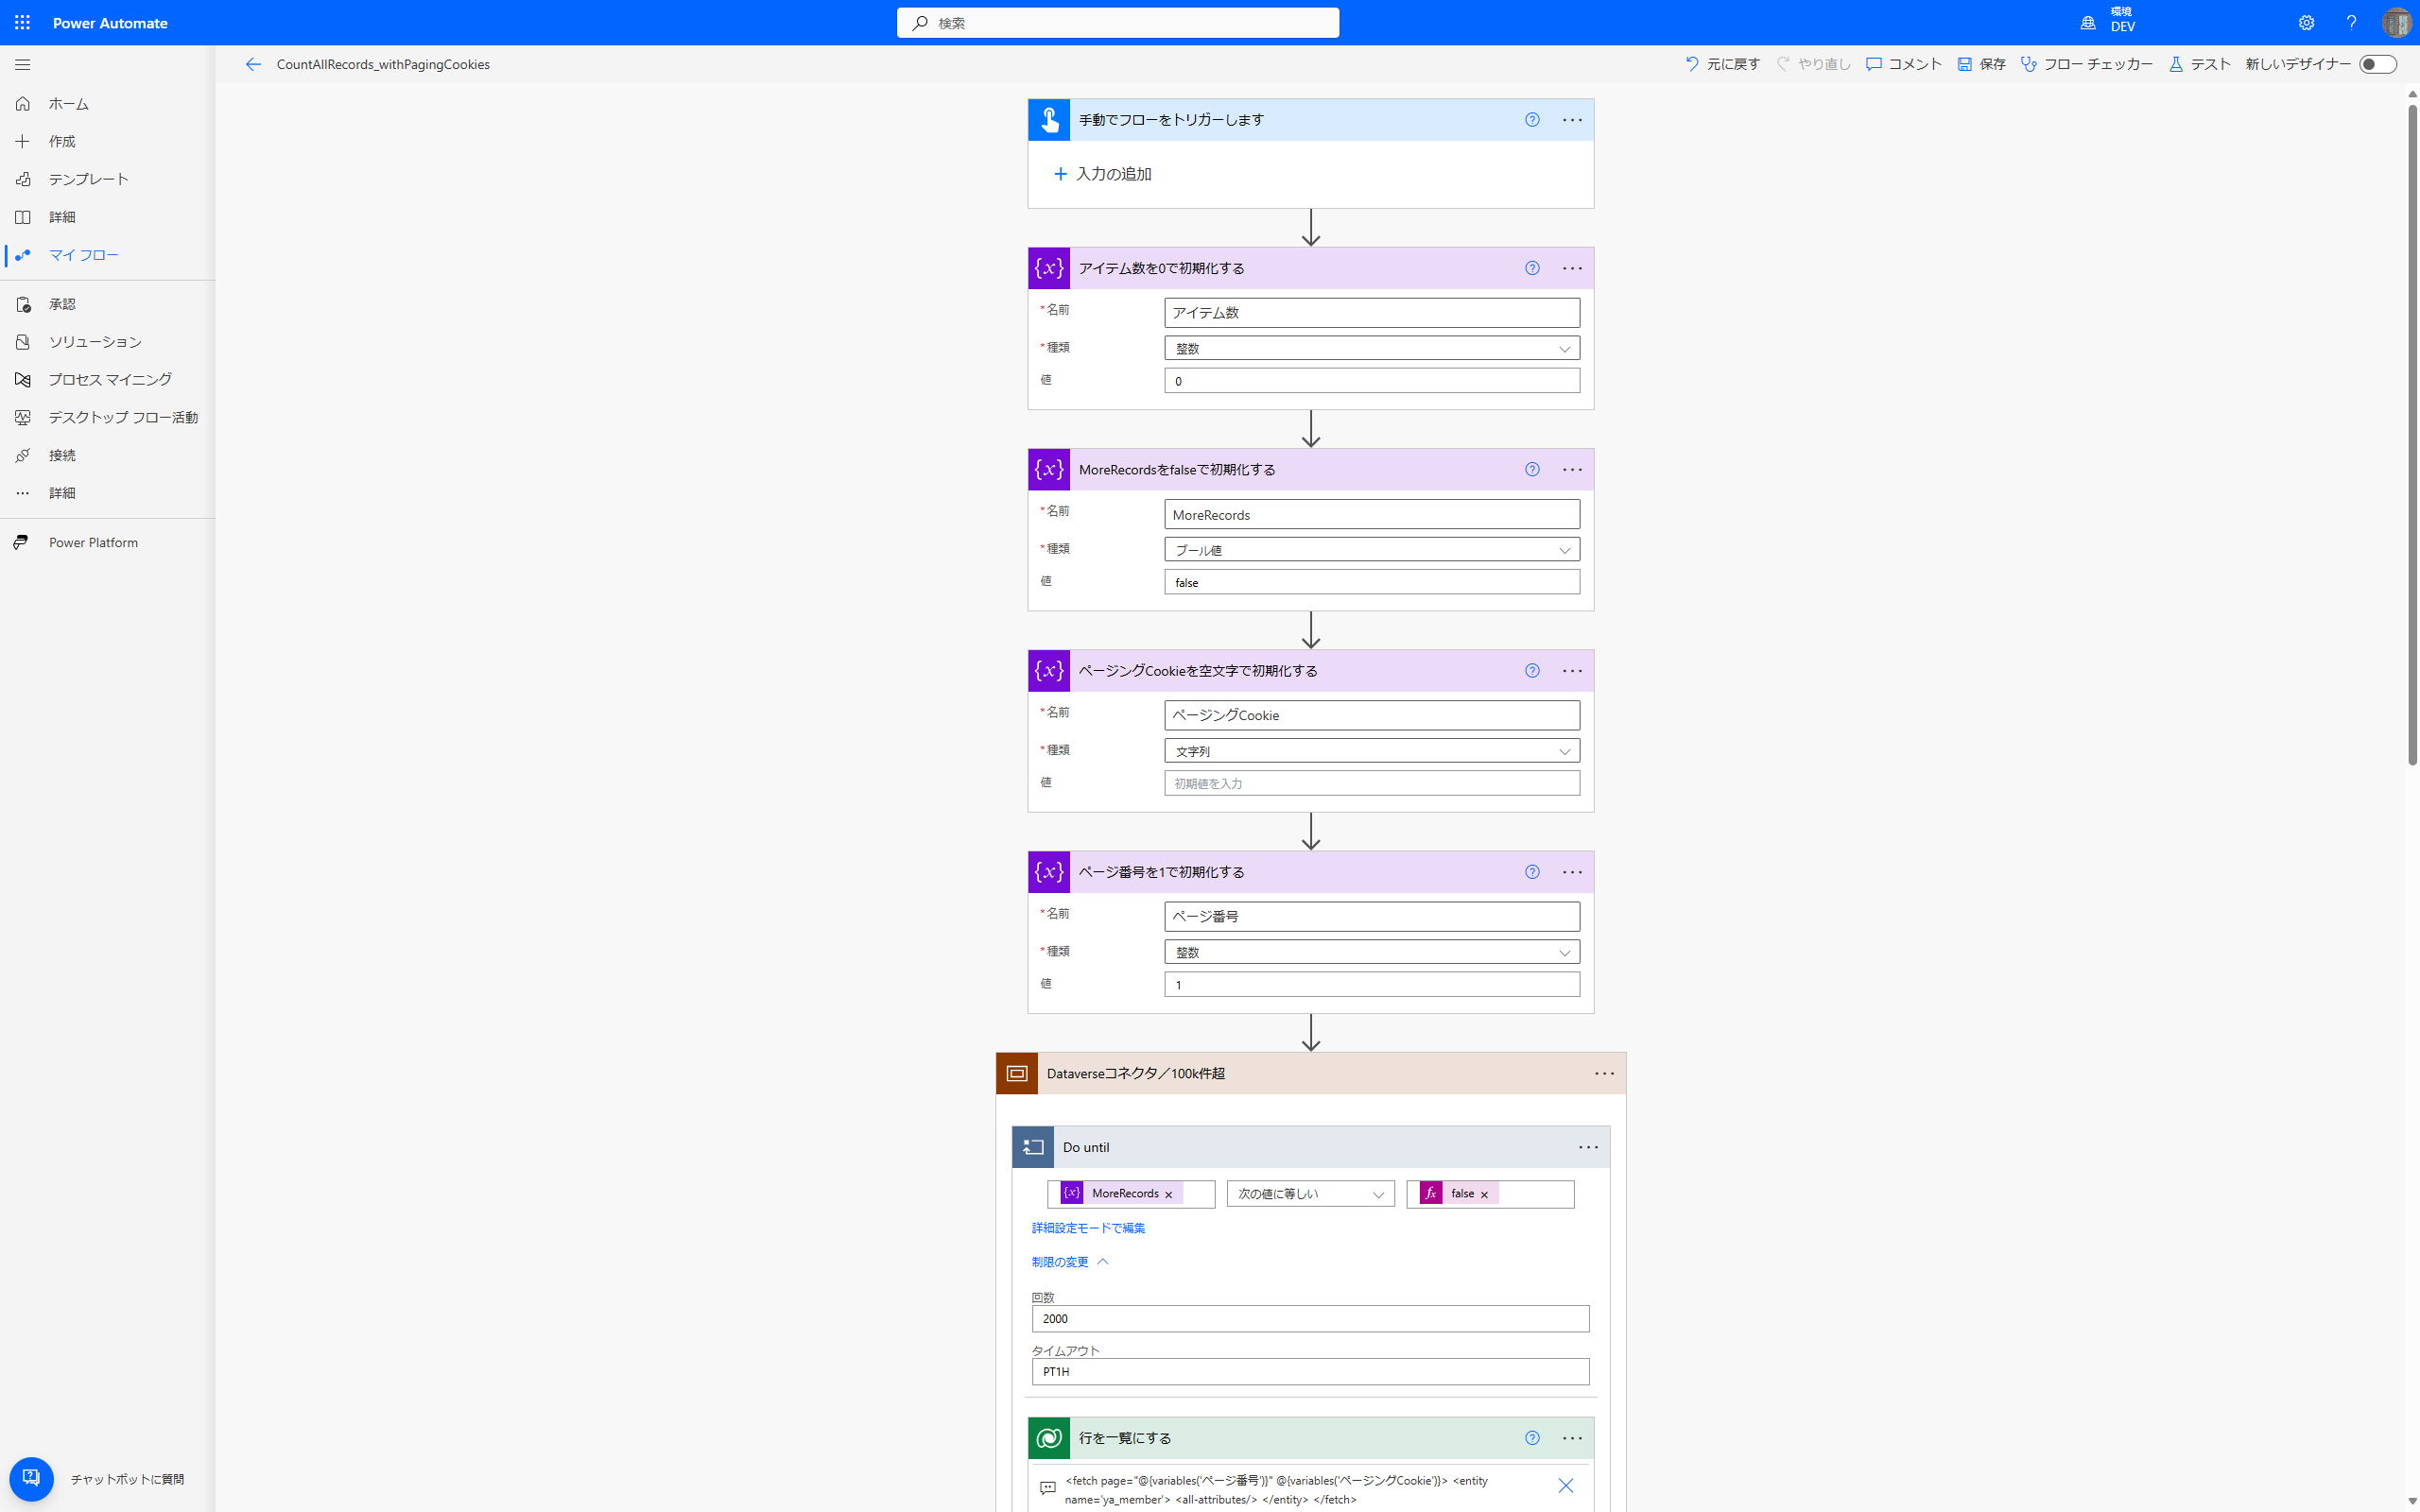 Power Automate
検索
環境
DEV
CountAllRecords_withPagingCookies
元に戻す
やり直し
コメント
保存
フロー チェッカー
テスト
新しいデザイナー
ホーム
作成
テンプレート
詳細
マイ フロー
承認
ソリューション
プロセス マイニング
デスクトップ フロー活動
接続
詳細
Power Platform
チャットボットに質問
手動でフローをトリガーします
入力の追加
アイテム数を0で初期化する
*名前
アイテム数
*種類
整数
値
0
MoreRecordsをfalseで初期化する
*名前
MoreRecords
*種類
ブール値
値
false
ページングCookieを空文字で初期化する
*名前
ページングCookie
*種類
文字列
値
初期値を入力
ページ番号を1で初期化する
*名前
ページ番号
*種類
整数
値
1
Dataverseコネクタ／100k件超
Do until
MoreRecords
次の値に等しい
false
詳細設定モードで編集
制限の変更
回数
2000
タイムアウト
PT1H
行を一覧にする
<fetch page="@{variables('ページ番号')}" @{variables('ページングCookie')}> <entity
name='ya_member'> <all-attributes/> </entity> </fetch>